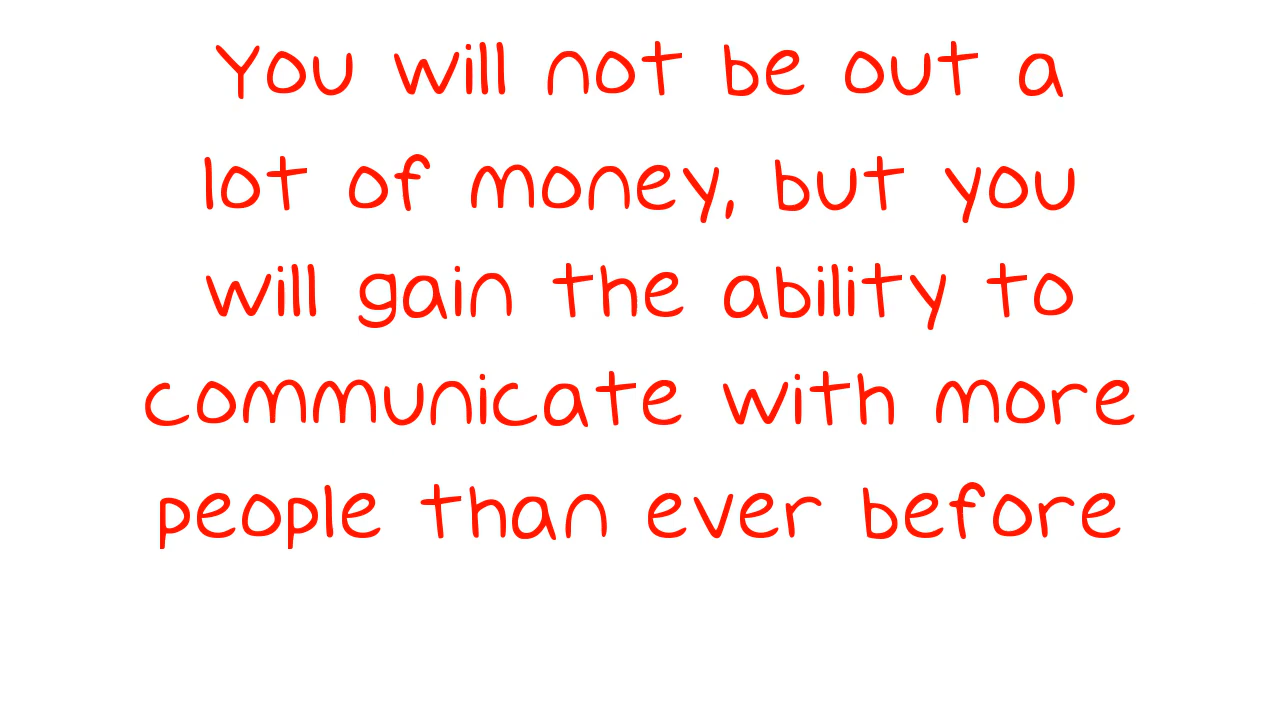 You will not be out a
lot of money, but you
will gain the ability to
communicate with more
people than ever before